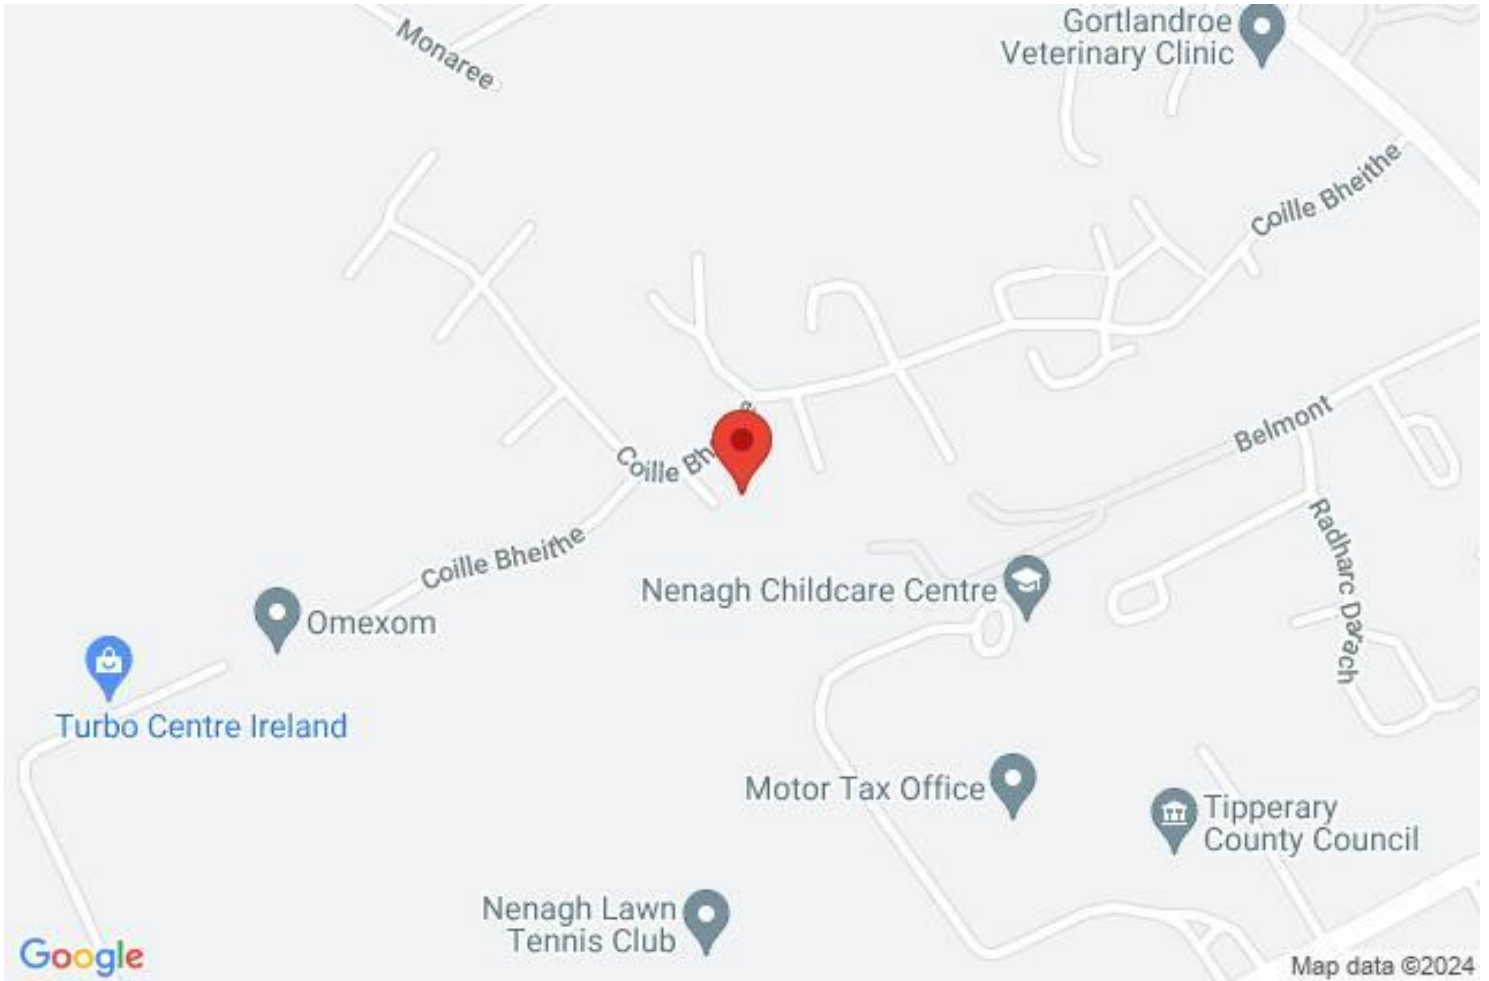 Monaree
Gortlandroe
Veterinary Clinic
Coille Bheithe
Belmont
Coille
Coille Bheithe
Radharc Darach
Nenagh Childcare Centre
Omexom
Turbo Centre Ireland
Motor Tax Office
Tipperary
County Council
Nenagh Lawn
Tennis Club
Google
Map data ©2024